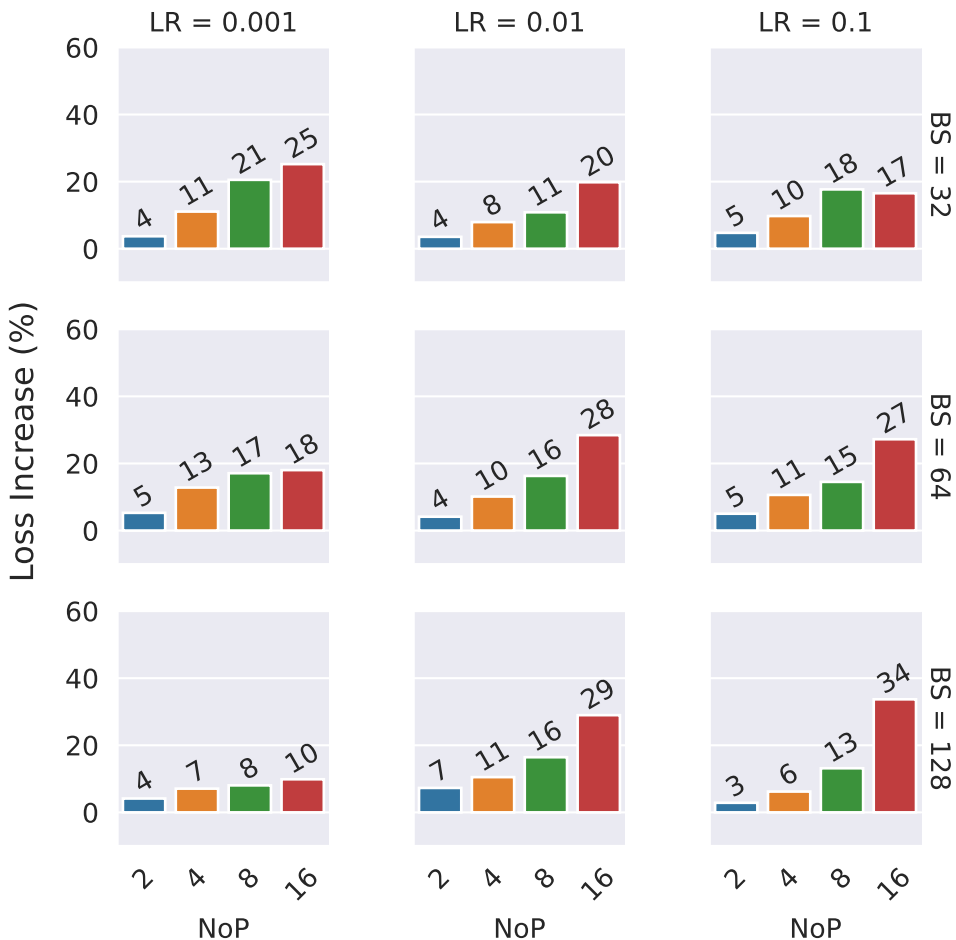 LR = 0.001 LR = 0.01 LR = 0.1
60
40
20
0
4 11 21 25
4 8 11 20
5 10 18 17
BS = 32
Loss Increase (%)
60
40
20
0
5 13 17 18
4 10 16 28
5 11 15 27
BS = 64
60
40
20
0
4 7 8 10
7 11 16 29
3 6 13 34
BS = 128
2 4 8 16
2 4 8 16
2 4 8 16
NoP NoP NoP